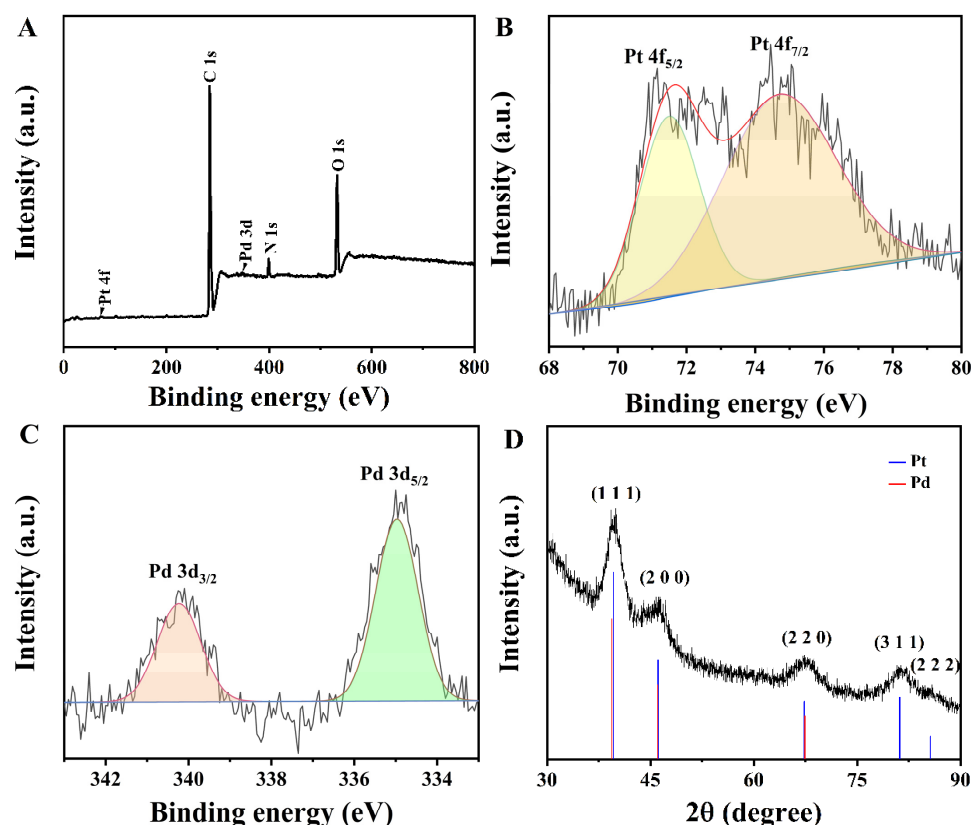 A
C 1s
O 1s
N 1s
Pd 3d
Pt 4f
Intensity (a.u.)
0 200 400 600 800
Binding energy (eV)
B
Pt 4f5/2
Pt 4f7/2
Intensity (a.u.)
68 70 72 74 76 78 80
Binding energy (eV)
C
Pd 3d5/2
Pd 3d3/2
Intensity (a.u.)
342 340 338 336 334
Binding energy (eV)
D
Pt
Pd
(1 1 1)
(2 0 0)
(2 2 0)
(3 1 1)
(2 2 2)
Intensity (a.u.)
30 45 60 75 90
2θ (degree)